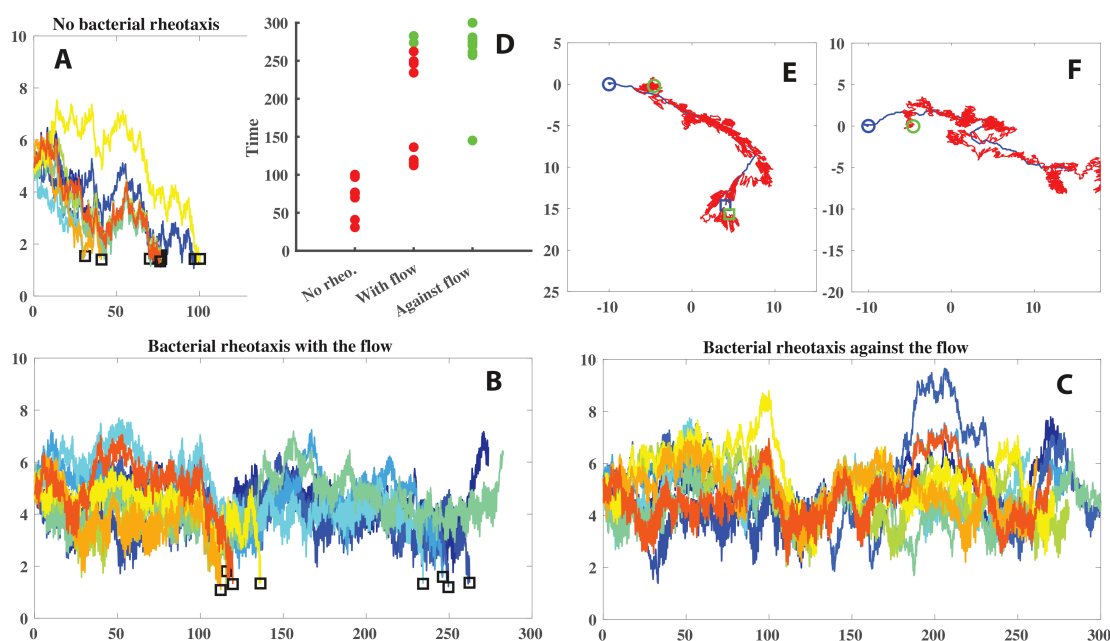 No bacterial rheotaxis
A
10
8
6
4
2
0
0 50 100
D
Time
300
250
200
150
100
50
0
No rheo.
With flow
Against flow
E
5
0
-5
-10
15
20
25
-10 0 10
F
10
5
0
-5
-10
-15
-20
-10 0 10
Bacterial rheotaxis with the flow
B
10
8
6
4
2
0
0 50 100 150 200 250 300
Bacterial rheotaxis against the flow
C
10
8
6
4
2
0
0 50 100 150 200 250 300